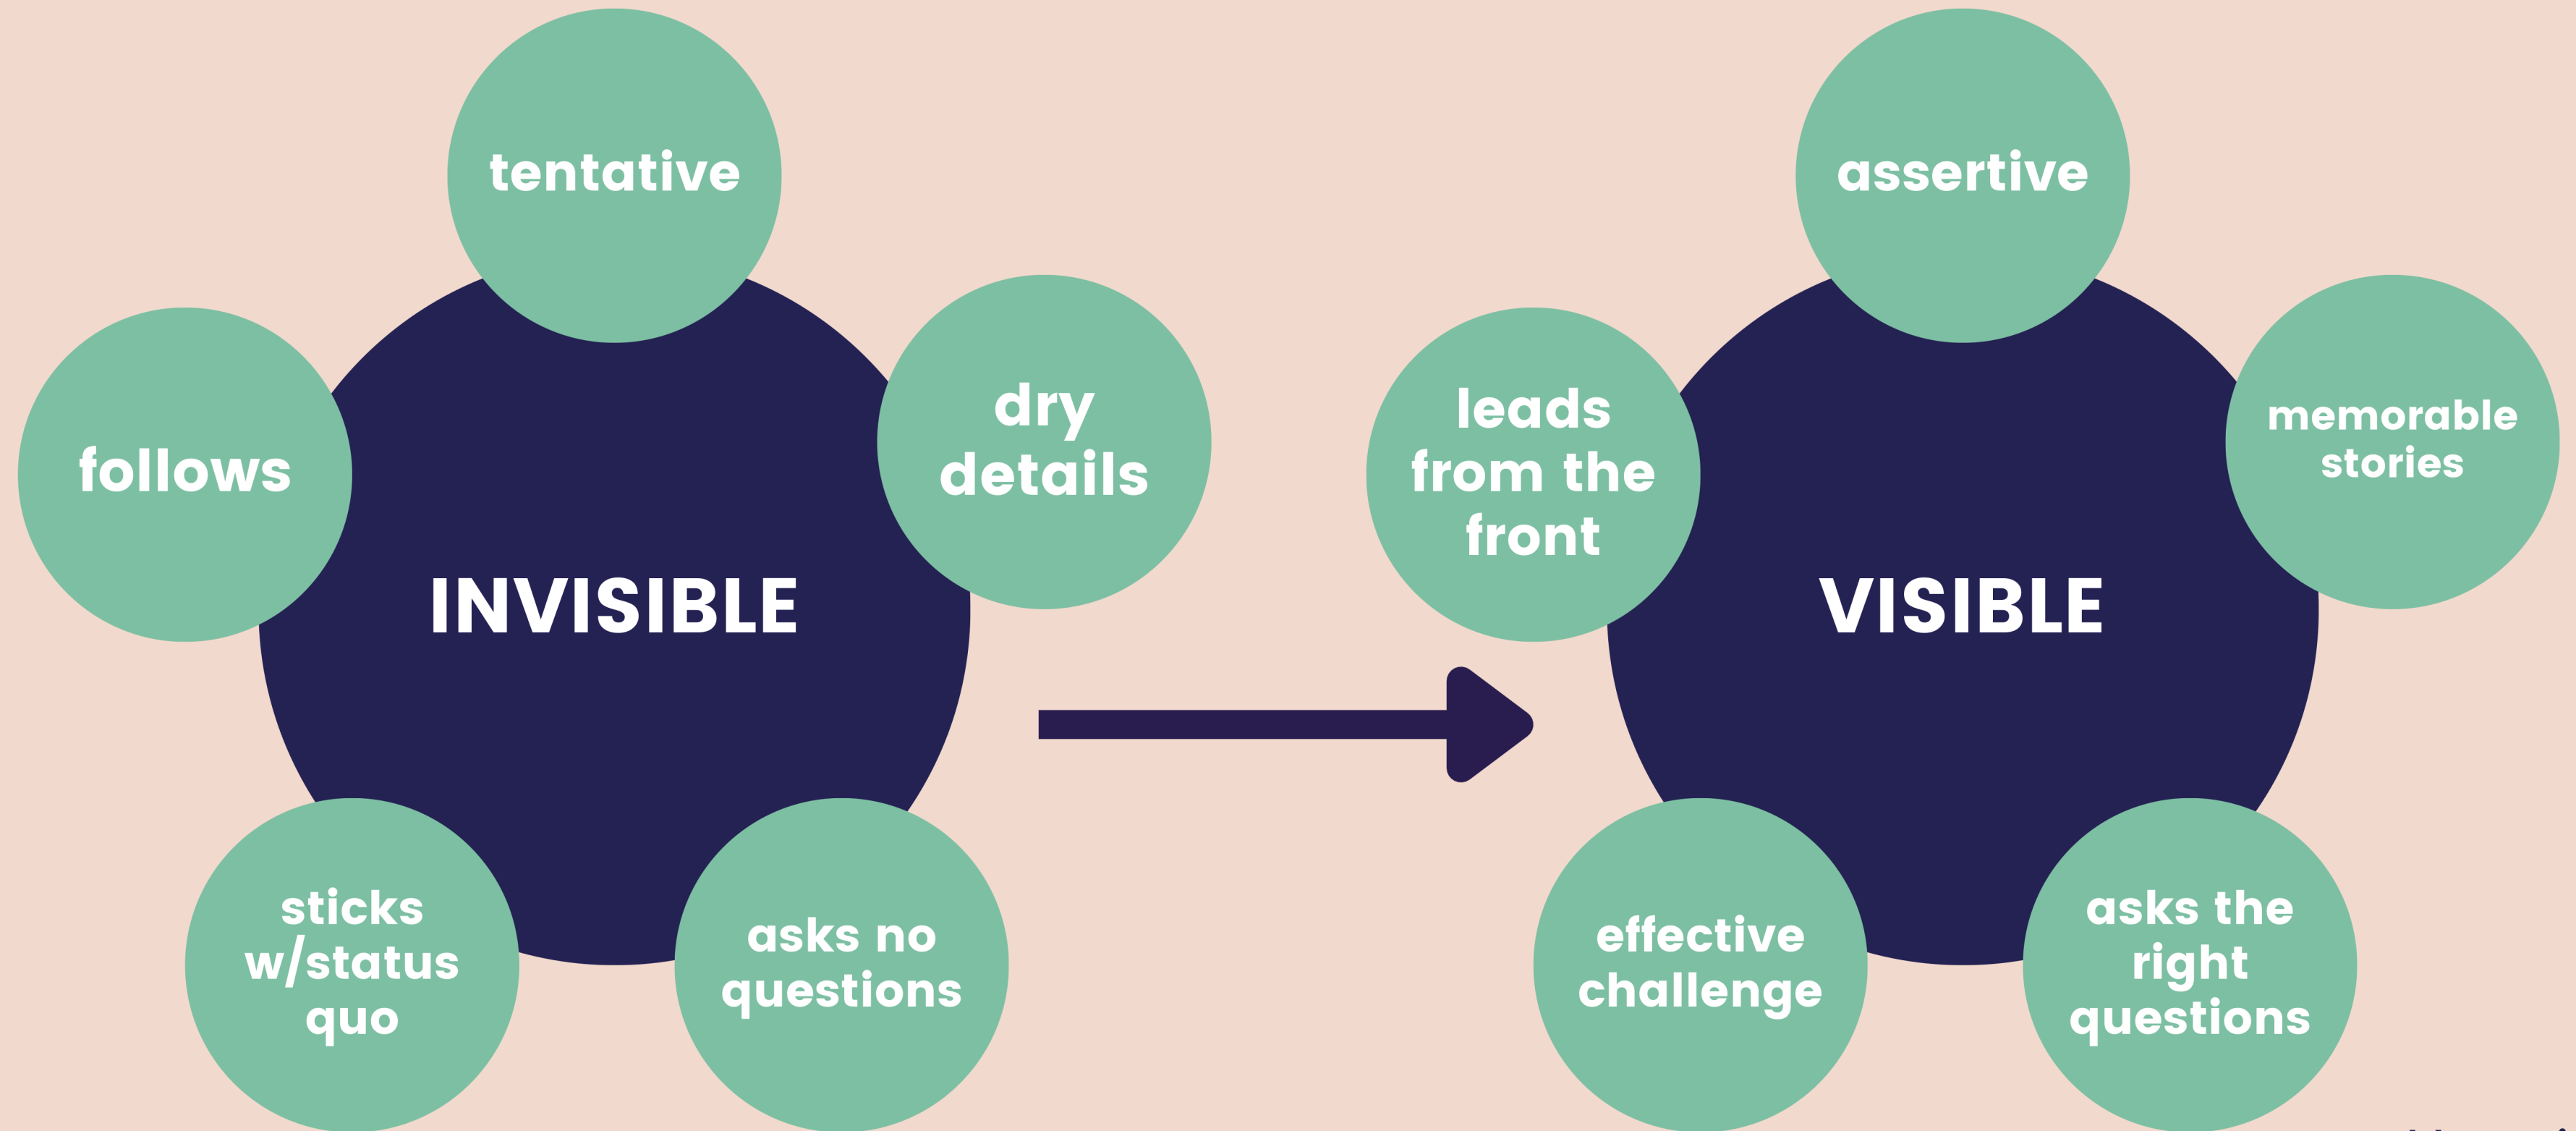 tentative
follows
dry
details
INVISIBLE
sticks
w/status
quo
asks no
questions
assertive
leads
from the
front
memorable
stories
VISIBLE
effective
challenge
asks the
right
questions